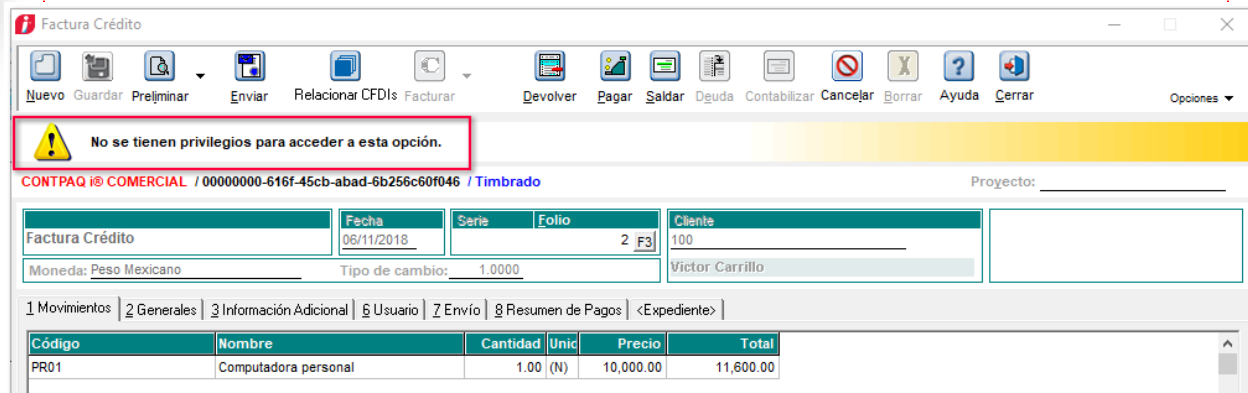 Factura Crédito
Nuevo Guardar Preliminar Enviar Relacionar CFDIs Facturar Devolver Pagar Saldar Deuda Contabilizar Cancelar Borrar Ayuda Cerrar Opciones
No se tienen privilegios para acceder a esta opción.
CONTPAQ i® COMERCIAL / 00000000-616f-45cb-abad-6b256c60f046 / Timbrado Proyecto:
Fecha Serie Folio Cliente
Factura Crédito 06/11/2018 2 F3 100
Moneda: Peso Mexicano Tipo de cambio: 1.0000 Victor Carrillo
1 Movimientos 2 Generales 3 Información Adicional 6 Usuario 7 Envío 8 Resumen de Pagos <Expediente>
Código Nombre Cantidad Unic Precio Total
PR01 Computadora personal 1.00 (N) 10,000.00 11,600.00